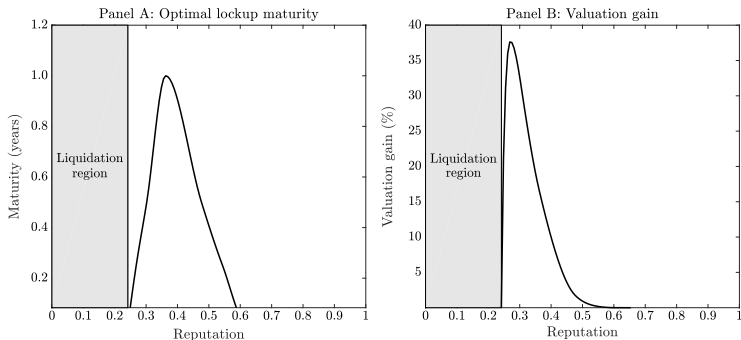 Panel A: Optimal lockup maturity
1.2
1.0
0.8
0.6
0.4
0.2
Maturity (years)
Liquidation
region
0 0.1 0.2 0.3 0.4 0.5 0.6 0.7 0.8 0.9 1
Reputation
Panel B: Valuation gain
40
35
30
25
20
15
10
5
Valuation gain (%)
Liquidation
region
0 0.1 0.2 0.3 0.4 0.5 0.6 0.7 0.8 0.9 1
Reputation